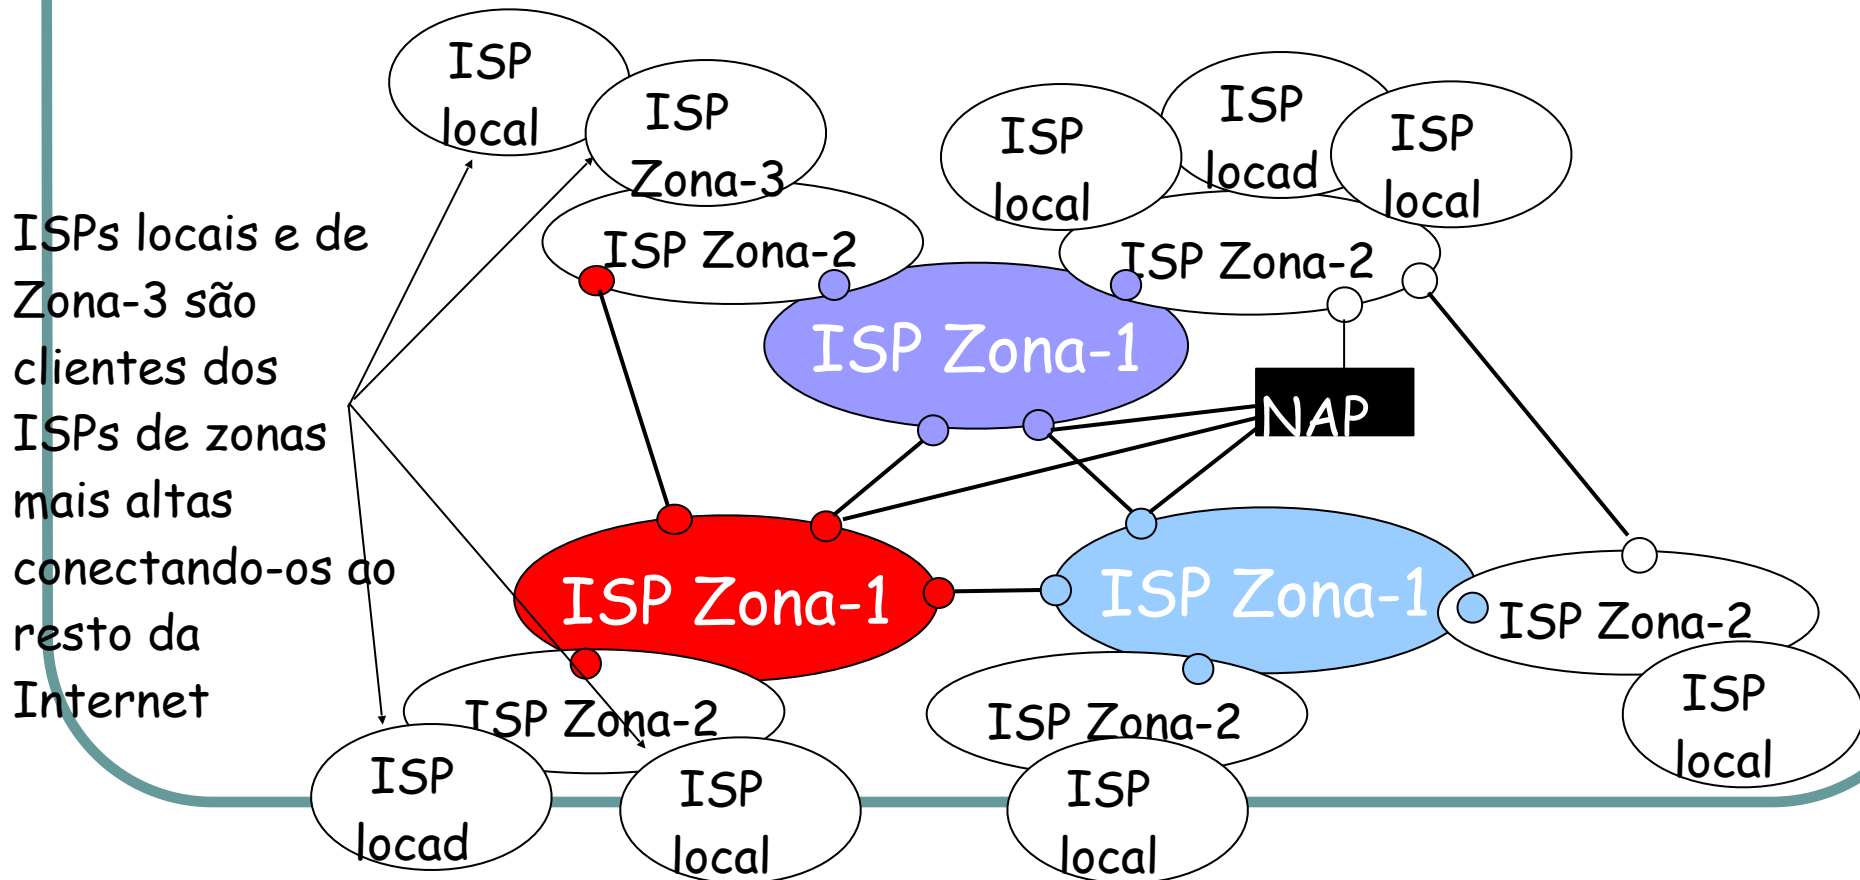 ISP
local
ISP
Zona-3
ISP
local
ISP
locad
ISP
local
ISPs locais e de
Zona-3 são
clientes dos
ISPs de zonas
mais altas
conectando-os ao
resto da
Internet
ISP Zona-2
ISP Zona-2
ISP Zona-1
NAP
ISP Zona-1
ISP Zona-1
ISP Zona-2
ISP Zona-2
ISP Zona-2
ISP
local
ISP
locad
ISP
local
ISP
local